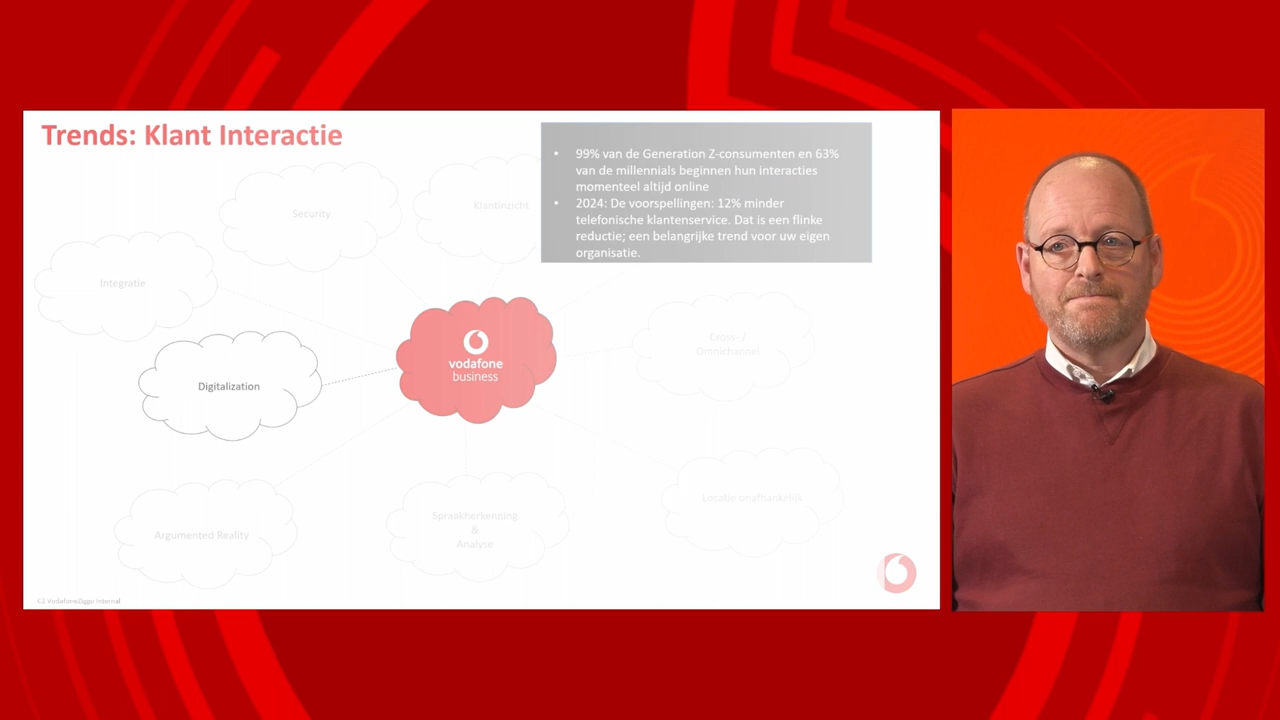 Trends: Klant Interactie
• 99% van de Generation Z-consumenten en 63%
van de millennials beginnen hun interacties
momenteel altijd online
• 2024: De voorspellingen: 12% minder
telefonische klantenservice. Dat is een flinke
reductie; een belangrijke trend voor uw eigen
organisatie.
Security
Klantinzicht
Integratie
vodafone
business
Cross- /
Omnichannel
Digitalization
Locatie onafhankelijk
Spraakherkenning
&
Analyse
Argumented Reality
C2 VodafoneZiggo Internal